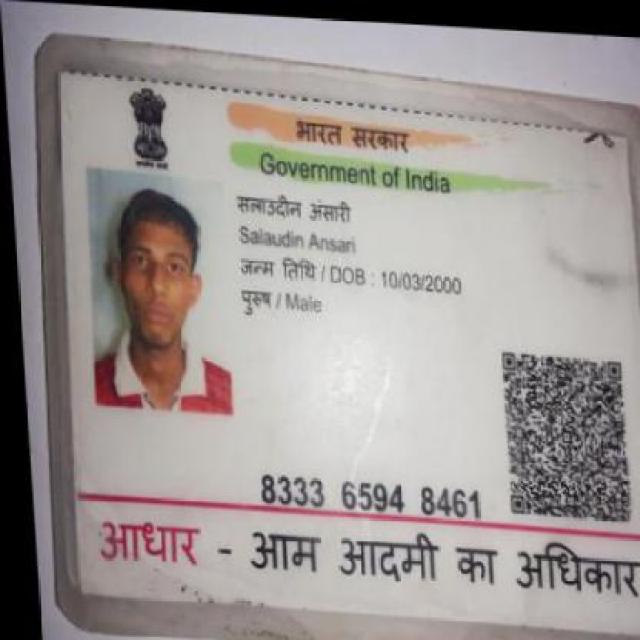 भारत सरकार
Government of India
सलाउदीन अंसारी
Salaudin Ansari
जन्म तिथि / DOB : 10/03/2000
पुरुष / Male
8333 6594 8461
आधार - आम आदमी का अधिकार